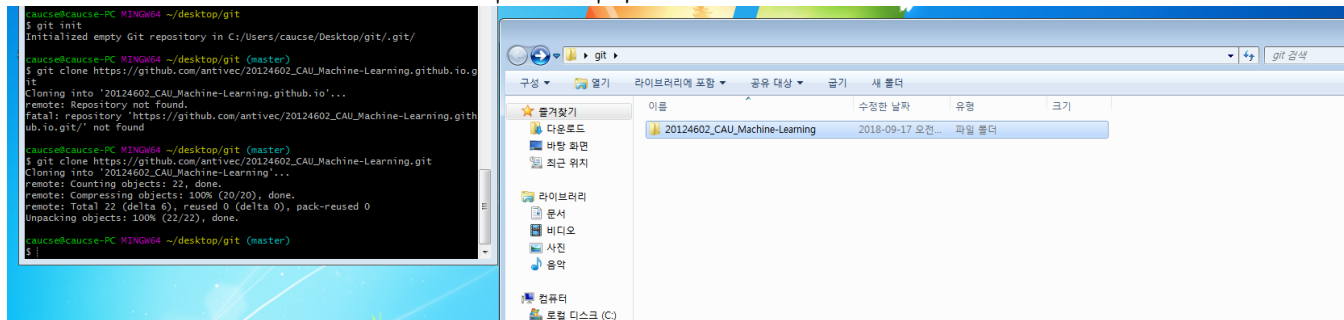 caucse@caucse-PC MINGW64 ~/desktop/git
$ git init
Initialized empty Git repository in C:/Users/caucse/Desktop/git/.git/
caucse@caucse-PC MINGW64 ~/desktop/git (master)
$ git clone https://github.com/antivec/20124602_CAU_Machine-Learning.github.io.g
it
Cloning into '20124602_CAU_Machine-Learning.github.io'...
remote: Repository not found.
fatal: repository 'https://github.com/antivec/20124602_CAU_Machine-Learning.gith
ub.io.git/' not found
caucse@caucse-PC MINGW64 ~/desktop/git (master)
$ git clone https://github.com/antivec/20124602_CAU_Machine-Learning.git
Cloning into '20124602_CAU_Machine-Learning'...
remote: Counting objects: 22, done.
remote: Compressing objects: 100% (20/20), done.
remote: Total 22 (delta 6), reused 0 (delta 0), pack-reused 0
Unpacking objects: 100% (22/22), done.
caucse@caucse-PC MINGW64 ~/desktop/git (master)
$
git
git 검색
구성 열기 라이브러리에 포함 공유 대상 굽기 새 폴더
이름 수정한 날짜 유형 크기
20124602_CAU_Machine-Learning 2018-09-17 오전... 파일 폴더
즐겨찾기
다운로드
바탕 화면
최근 위치
라이브러리
문서
비디오
사진
음악
컴퓨터
로컬 디스크 (C:)